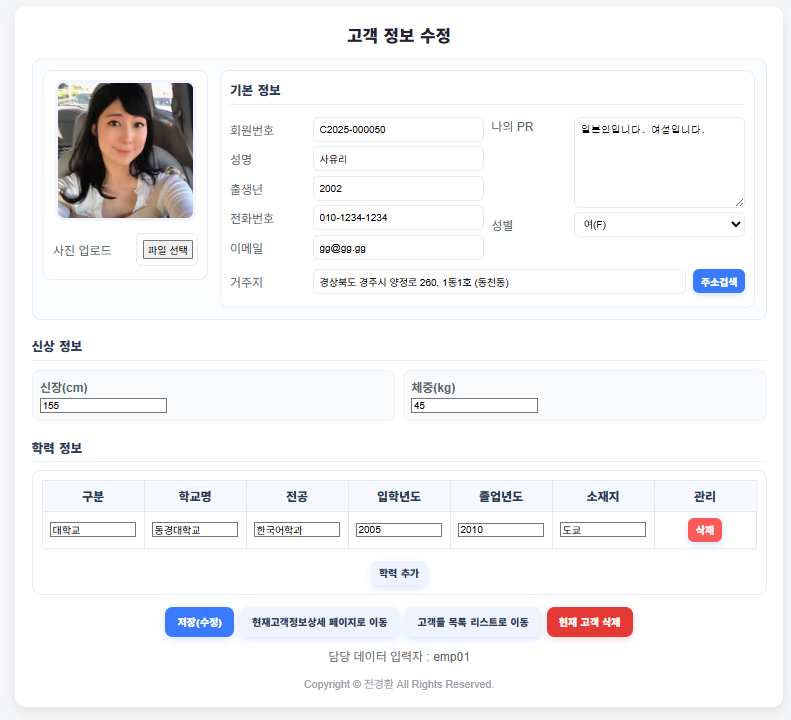 고객 정보 수정
사진 업로드
파일 선택
기본 정보
회원번호 C2025-000050
성명 사유리
출생년 2002
전화번호 010-1234-1234
이메일 gg@gg.gg
나의 PR 일본인입니다. 여성입니다.
성별 여(F)
거주지 경상북도 경주시 양정로 260, 1동1호 (동천동) 주소검색
신상 정보
신장(cm)
155
체중(kg)
45
학력 정보
구분 학교명 전공 입학년도 졸업년도 소재지 관리
대학교 동경대학교 한국어학과 2005 2010 도쿄 삭제
학력 추가
저장(수정) 현재고객정보상세 페이지로 이동 고객들 목록 리스트로 이동 현재 고객 삭제
담당 데이터 입력자 : emp01
Copyright © 전경환 All Rights Reserved.